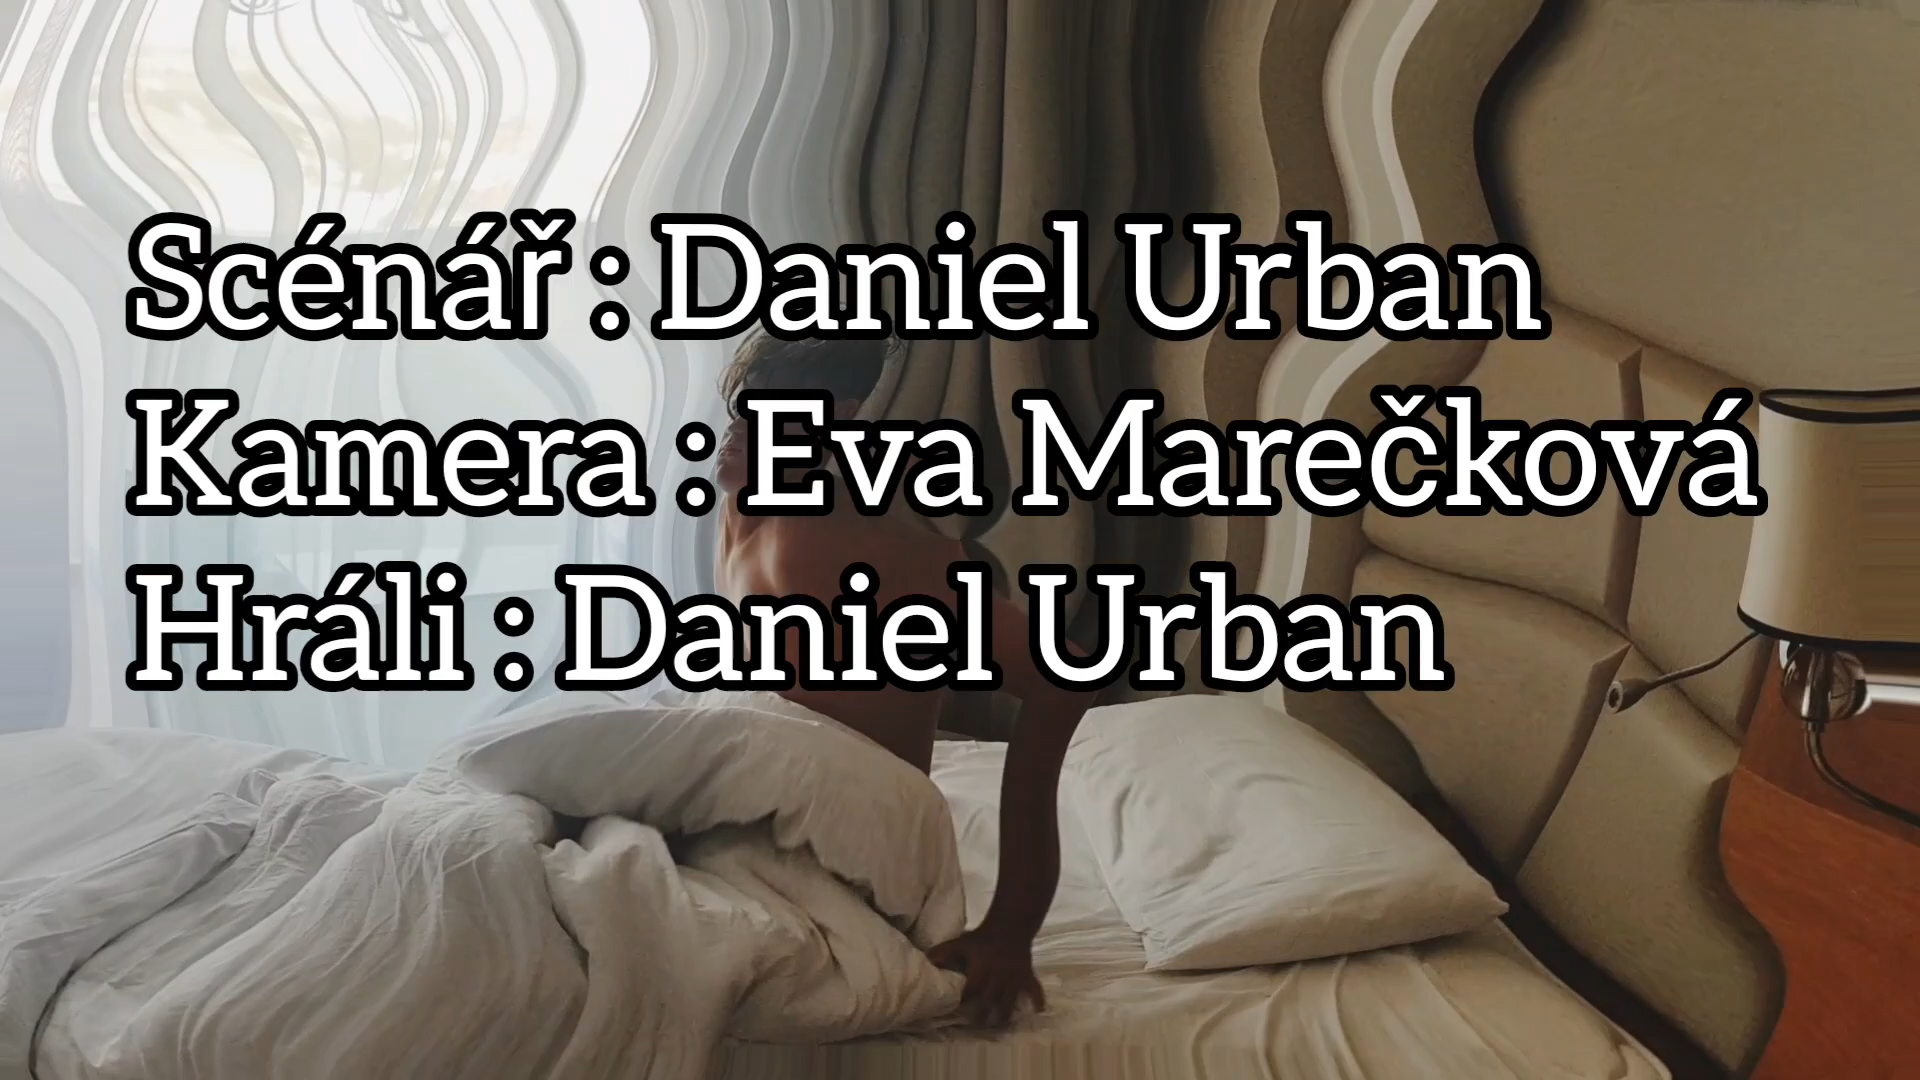 Scénář : Daniel Urban
Kamera : Eva Marečková
Hráli : Daniel Urban